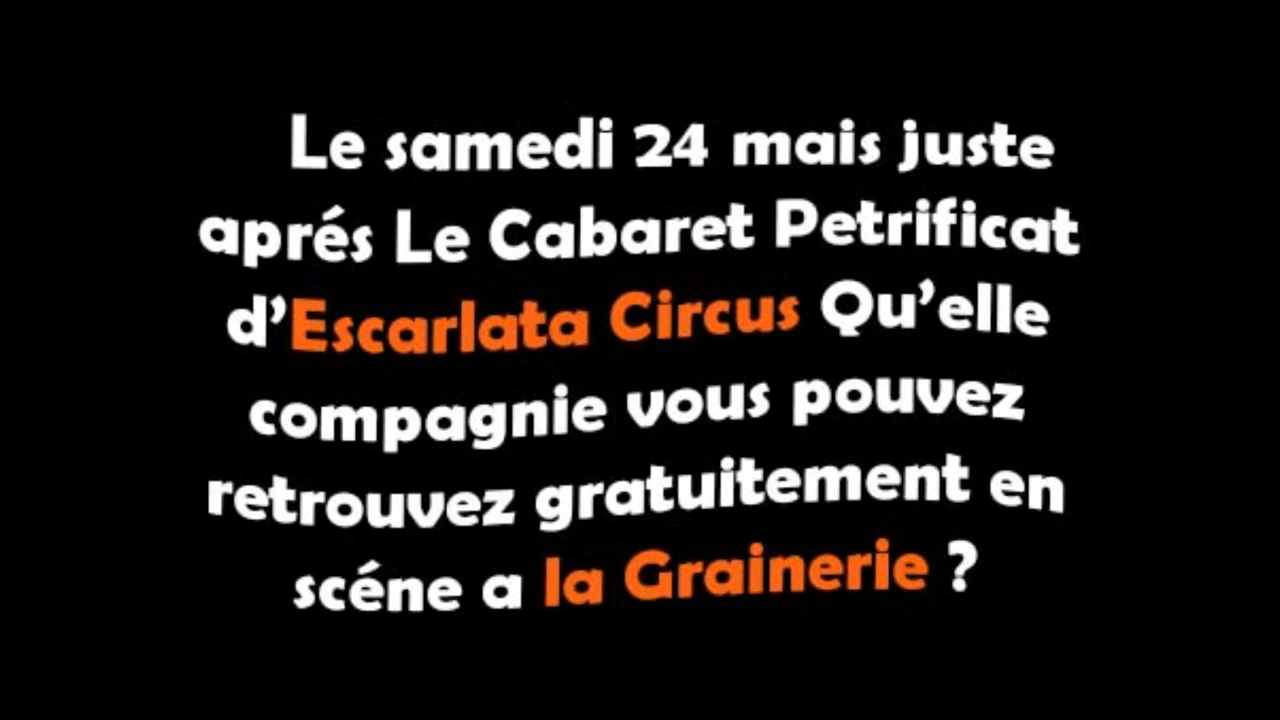 Le samedi 24 mais juste
aprés Le Cabaret Petrificat
d’Escarlata Circus Qu’elle
compagnie vous pouvez
retrouvez gratuitement en
scéne a la Grainerie ?